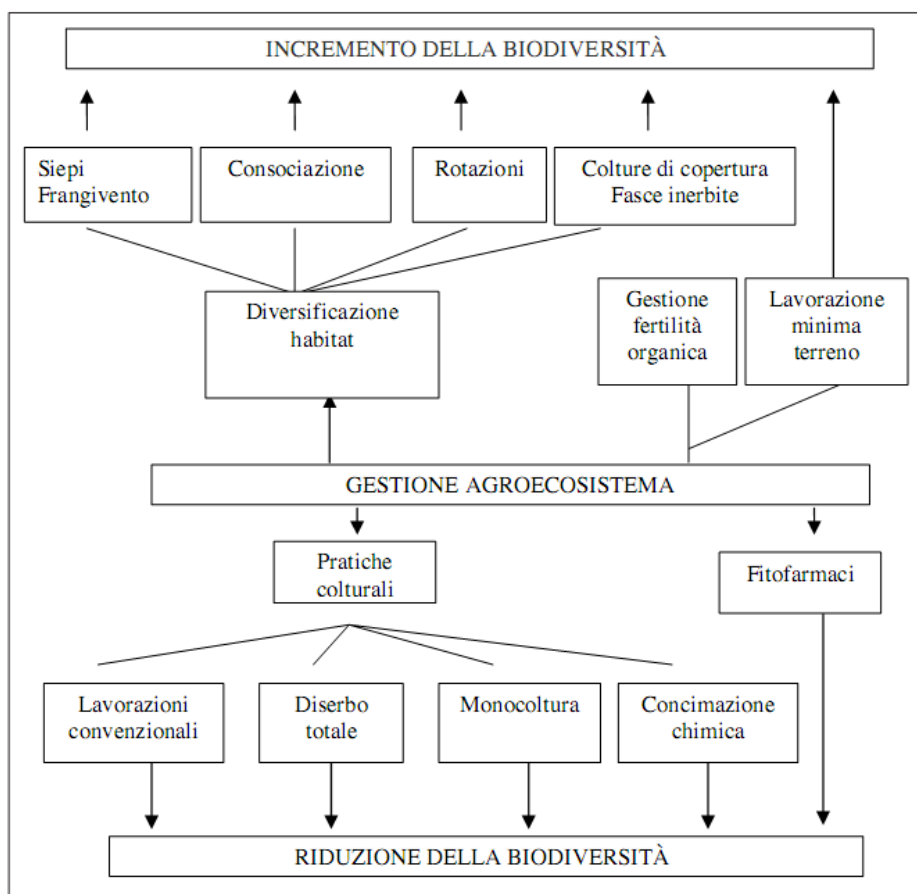 INCREMENTO DELLA BIODIVERSITÀ
Siepi
Frangivento
Consociazione
Rotazioni
Colture di copertura
Fasce inerbite
Diversificazione
habitat
Gestione
fertilità
organica
Lavorazione
minima
terreno
GESTIONE AGROECOSISTEMA
Pratiche
colturali
Fitofarmaci
Lavorazioni
convenzionali
Diserbo
totale
Monocoltura
Concimazione
chimica
RIDUZIONE DELLA BIODIVERSITÀ